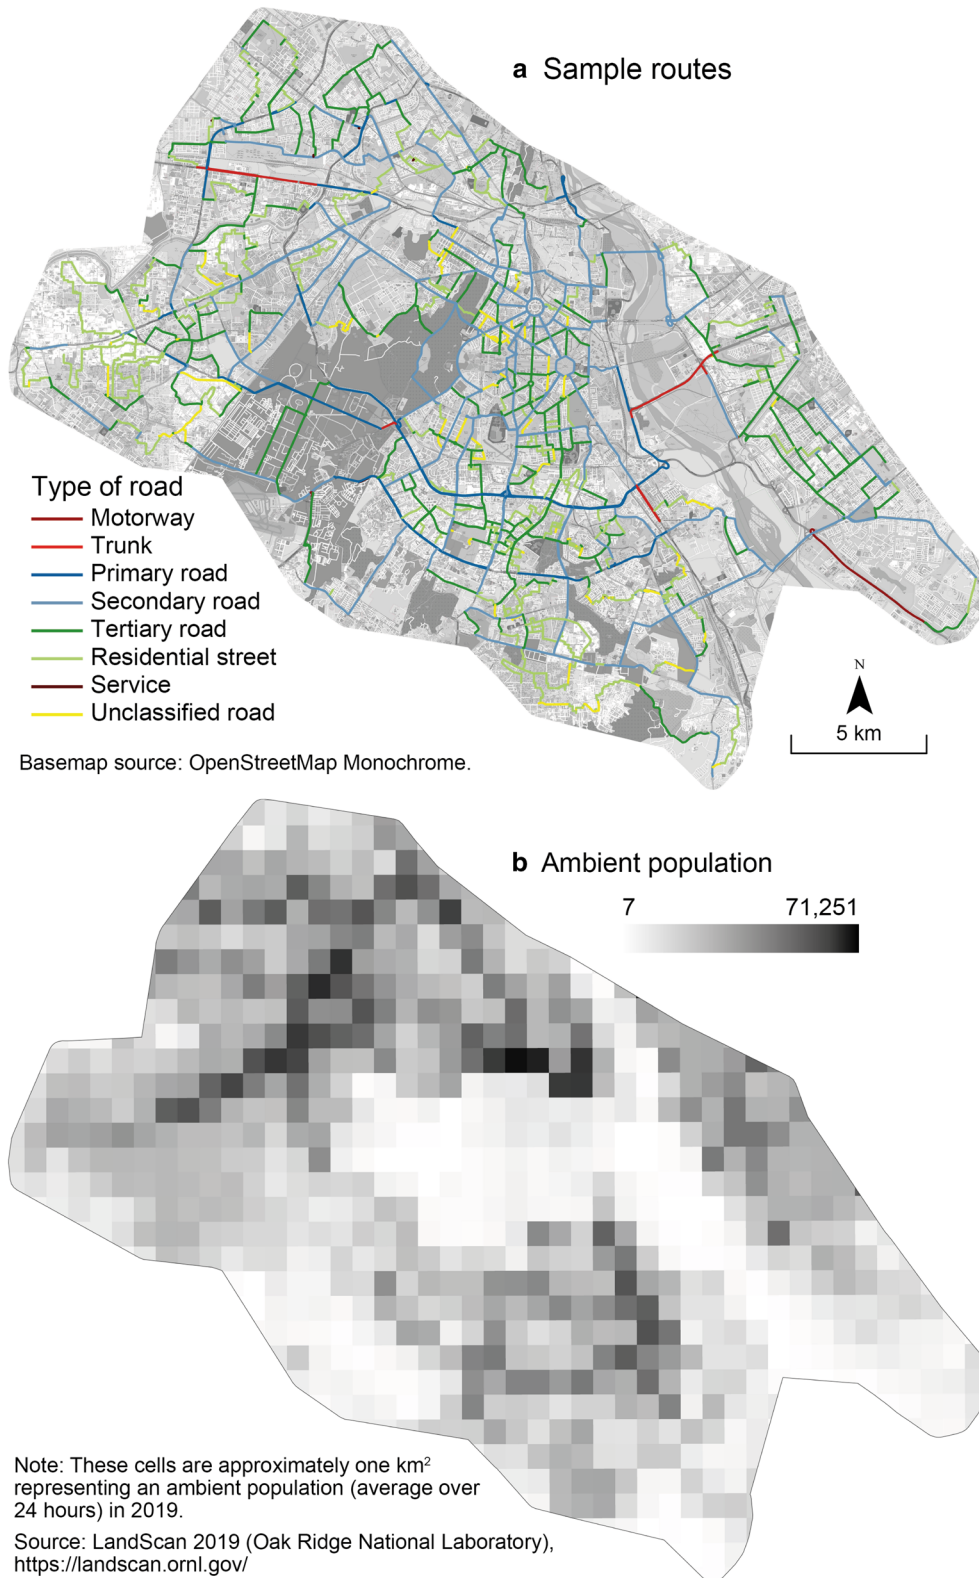 a Sample routes
Type of road
Motorway
Trunk
Primary road
Secondary road
Tertiary road
Residential street
Service
Unclassified road
N
5 km
Basemap source: OpenStreetMap Monochrome.
b Ambient population
7 71,251
Note: These cells are approximately one km²
representing an ambient population (average over
24 hours) in 2019.
Source: LandScan 2019 (Oak Ridge National Laboratory),
https://landscan.ornl.gov/